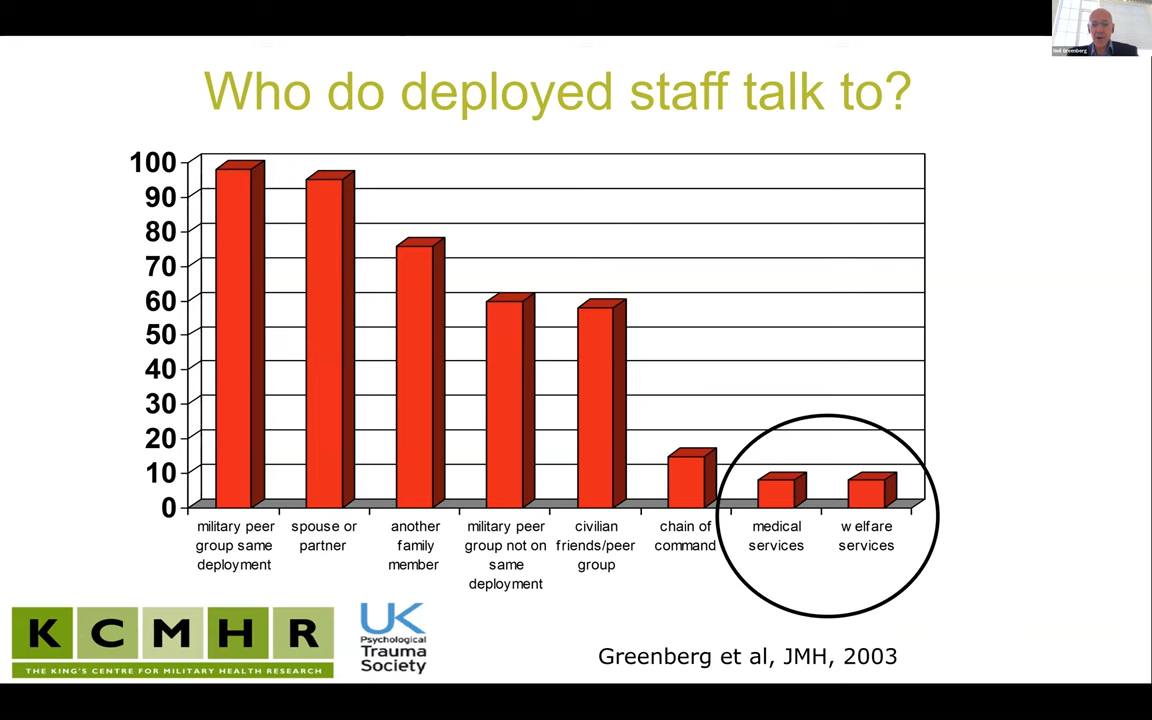 Neil Greenberg
Who do deployed staff talk to?
100
90
80
70
60
50
40
30
20
10
0
military peer
group same
deployment
spouse or
partner
another
family
member
military peer
group not on
same
deployment
civilian
friends/peer
group
chain of
command
medical
services
w elfare
services
K C M H R
THE KING'S CENTRE FOR MILITARY HEALTH RESEARCH
UK
Psychological
Trauma
Society
Greenberg et al, JMH, 2003